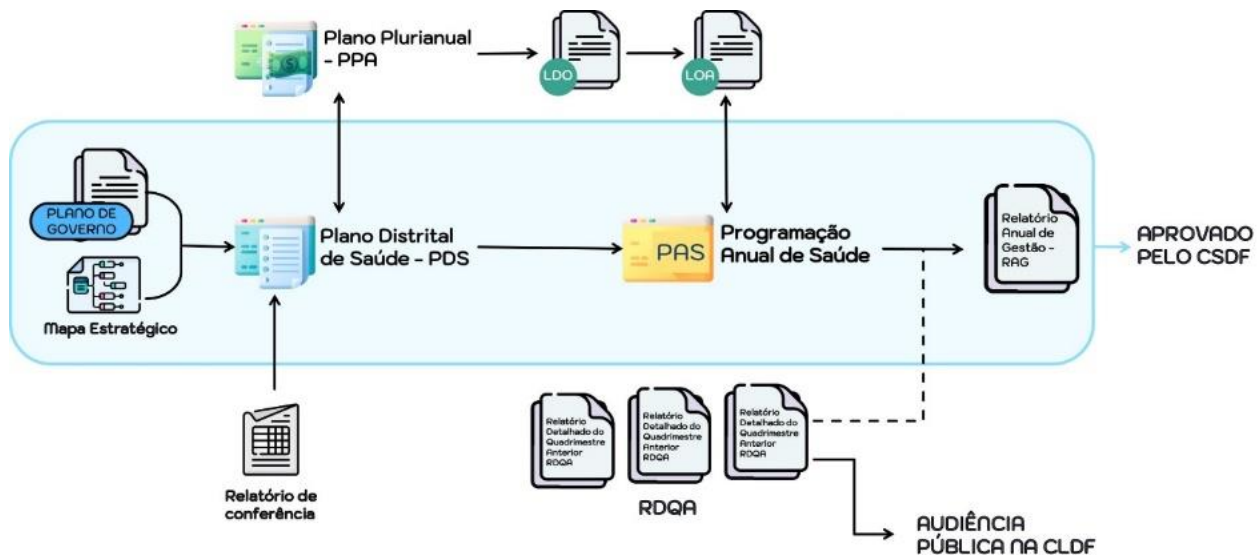 Plano Plurianual
- PPA
LDO
LOA
PLANO DE
GOVERNO
Mapa Estratégico
Plano Distrital
de Saúde - PDS
PAS
Programação
Anual de Saúde
Relatório
Anual de
Gestão -
RAG
APROVADO
PELO CSDF
Relatório de
conferência
Relatório
Detalhado do
Quadrimestre
Anterior
RDQA
Relatório
Detalhado do
Quadrimestre
Anterior
RDQA
Relatório
Detalhado do
Quadrimestre
Anterior
RDQA
RDQA
AUDIÊNCIA
PÚBLICA NA CLDF